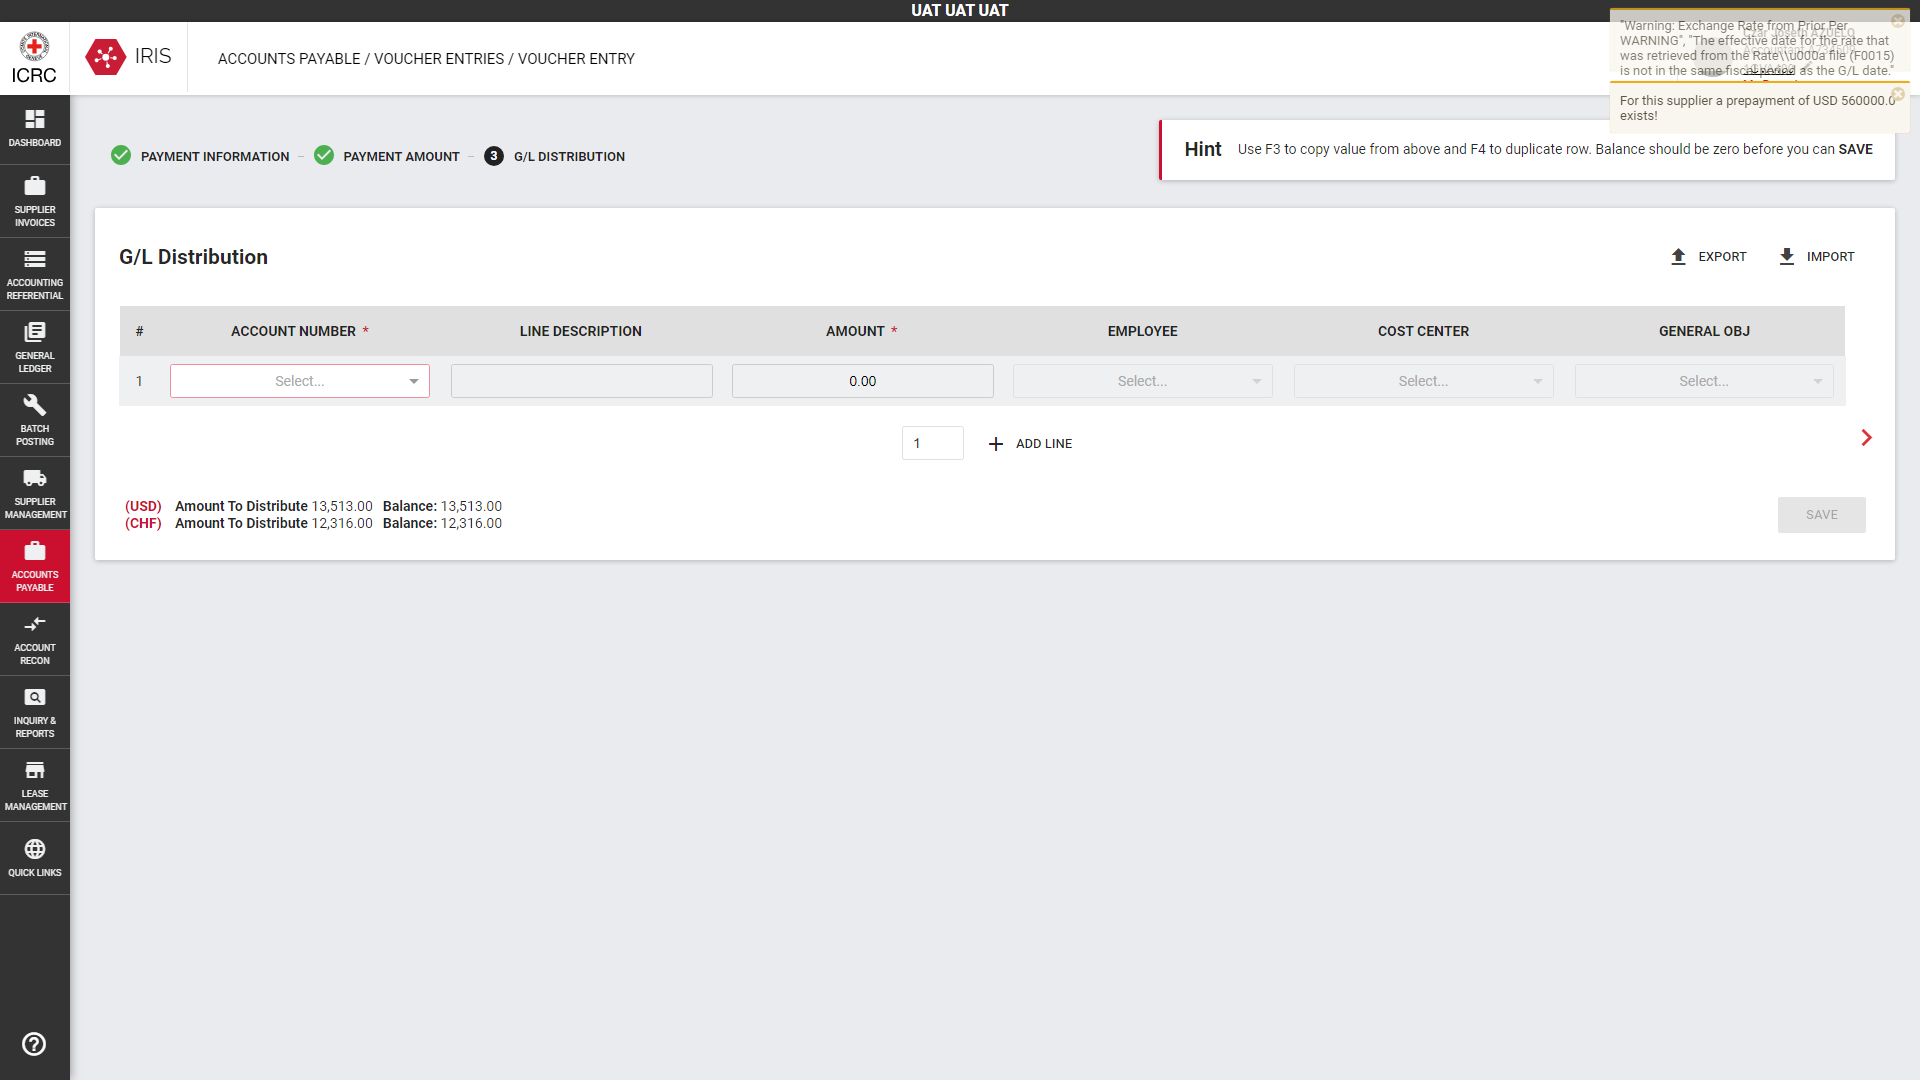 UAT UAT UAT
ICRC
IRIS
ACCOUNTS PAYABLE / VOUCHER ENTRIES / VOUCHER ENTRY
"Warning: Exchange Rate from Prior Per
WARNING", "The effective date for the rate that
was retrieved from the Rate\\u000a file (F0015)
is not in the same fiscal period as the G/L date."
For this supplier a prepayment of USD 560000.0
exists!
DASHBOARD
SUPPLIER
INVOICES
ACCOUNTING
REFERENTIAL
GENERAL
LEDGER
BATCH
POSTING
SUPPLIER
MANAGEMENT
ACCOUNTS
PAYABLE
ACCOUNT
RECON
INQUIRY &
REPORTS
LEASE
MANAGEMENT
QUICK LINKS
PAYMENT INFORMATION
PAYMENT AMOUNT
3 G/L DISTRIBUTION
Hint Use F3 to copy value from above and F4 to duplicate row. Balance should be zero before you can SAVE
G/L Distribution
EXPORT
IMPORT
# ACCOUNT NUMBER * LINE DESCRIPTION AMOUNT * EMPLOYEE COST CENTER GENERAL OBJ
1 Select... 0.00 Select... Select... Select...
1 ADD LINE
(USD) Amount To Distribute 13,513.00 Balance: 13,513.00
(CHF) Amount To Distribute 12,316.00 Balance: 12,316.00
SAVE